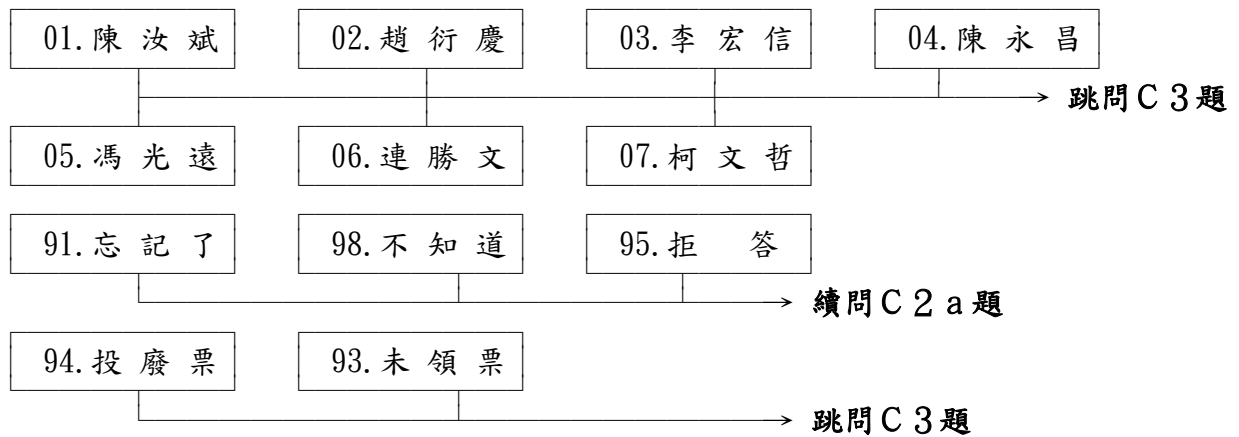 01.陳汝斌 02.趙衍慶 03.李宏信 04.陳永昌
跳問C3題
05.馮光遠 06.連勝文 07.柯文哲
91.忘記了 98.不知道 95.拒答
續問C2a題
94.投廢票 93.未領票
跳問C3題